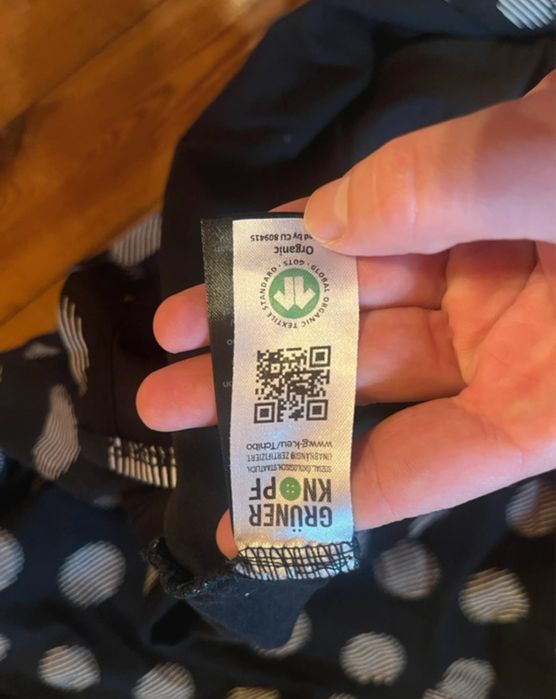 GRÜNER
KNOPF
SOZIAL. ÖKOLOGISCH. STAATLICH.
UNABHÄNGIG ZERTIFIZIERT.
www.g-k.eu/Tchibo
GLOBAL ORGANIC TEXTILE STANDARD · GOTS ·
Organic
by CU 809415